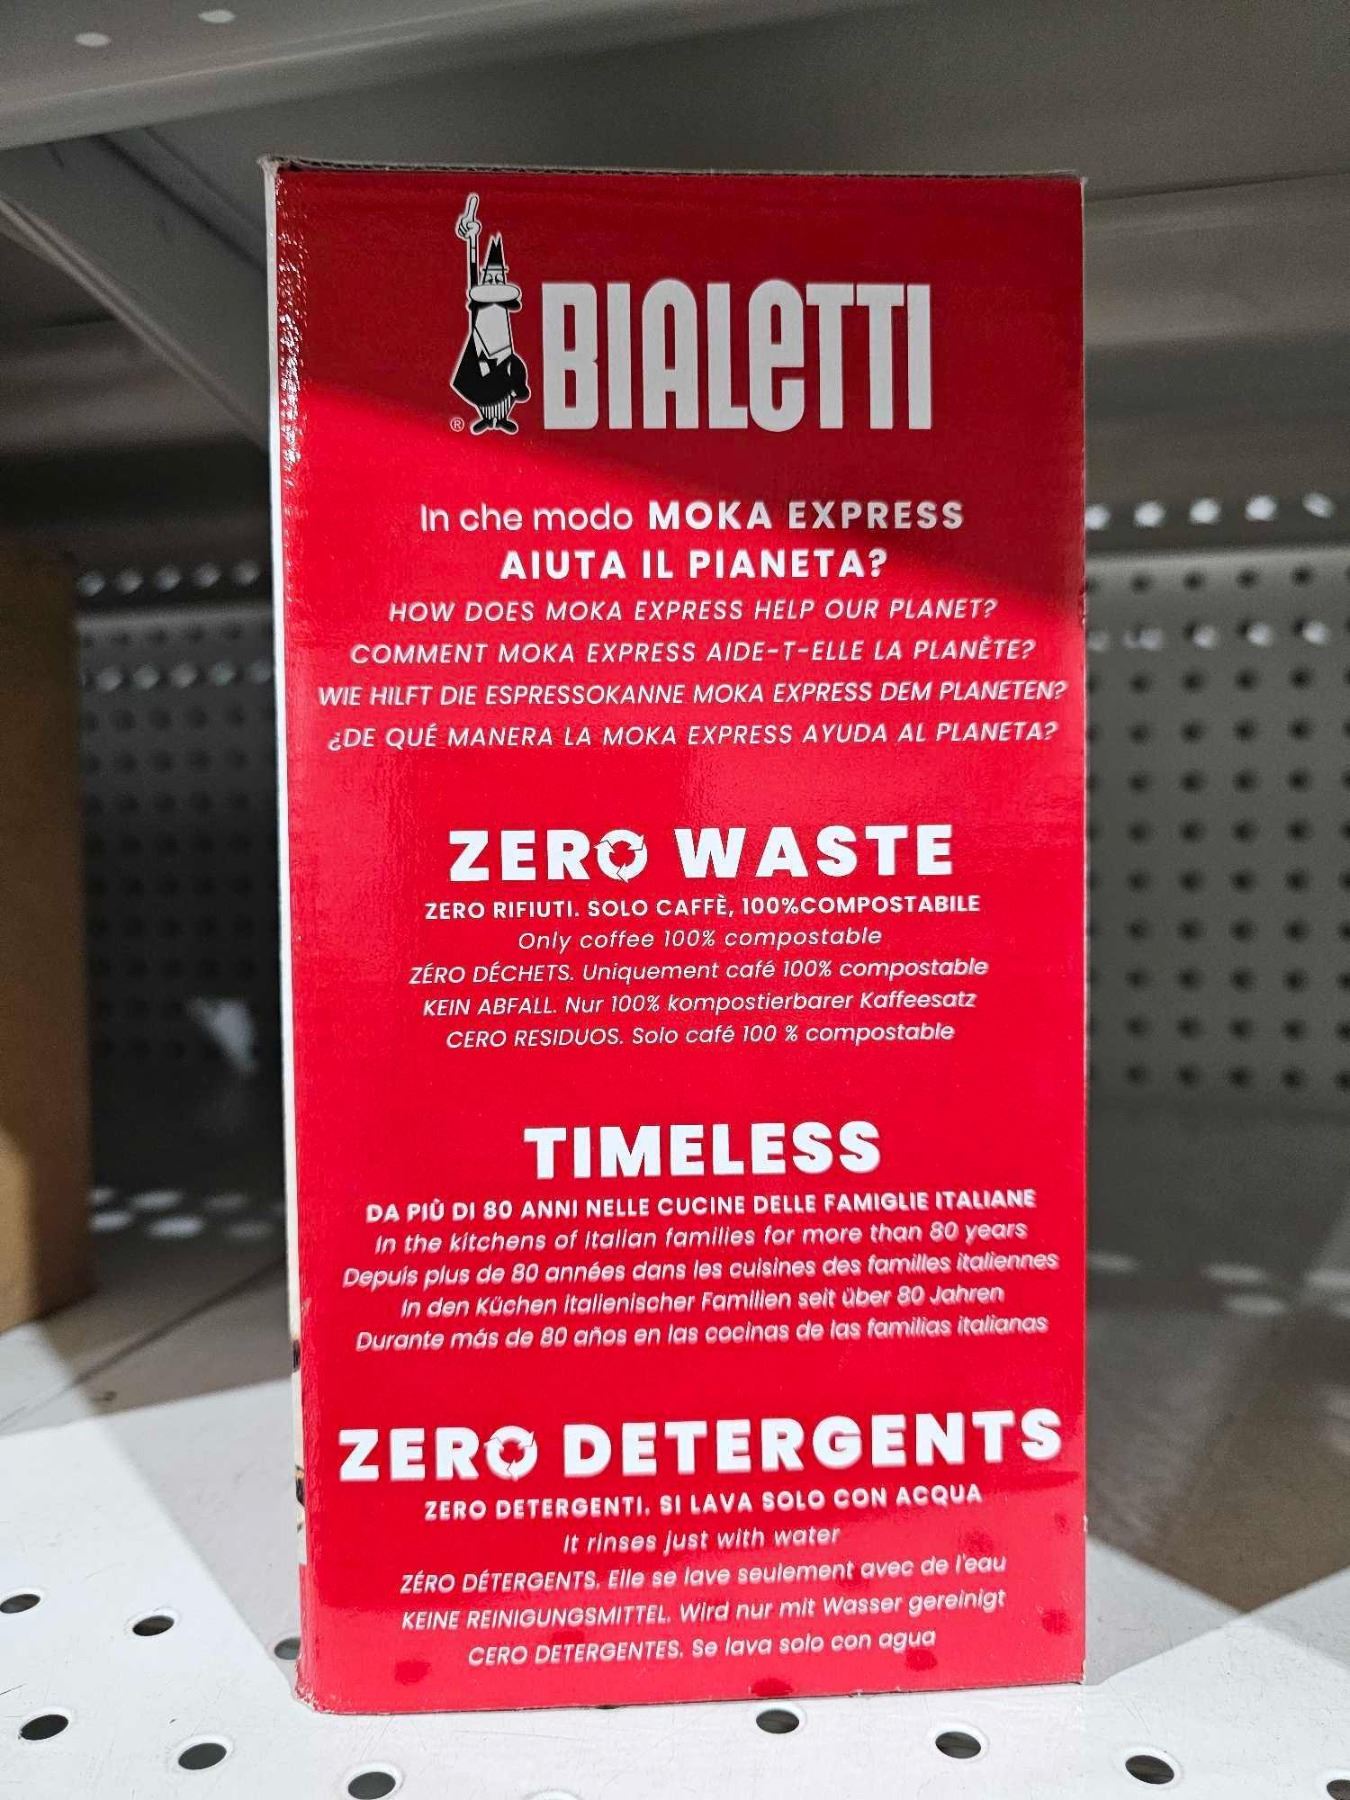 BIALETTI
®
In che modo MOKA EXPRESS
AIUTA IL PIANETA?
HOW DOES MOKA EXPRESS HELP OUR PLANET?
COMMENT MOKA EXPRESS AIDE-T-ELLE LA PLANÈTE?
WIE HILFT DIE ESPRESSOKANNE MOKA EXPRESS DEM PLANETEN?
¿DE QUÉ MANERA LA MOKA EXPRESS AYUDA AL PLANETA?
ZERO WASTE
ZERO RIFIUTI. SOLO CAFFÈ, 100%COMPOSTABILE
Only coffee 100% compostable
ZÉRO DÉCHETS. Uniquement café 100% compostable
KEIN ABFALL. Nur 100% kompostierbarer Kaffeesatz
CERO RESIDUOS. Solo café 100 % compostable
TIMELESS
DA PIÙ DI 80 ANNI NELLE CUCINE DELLE FAMIGLIE ITALIANE
In the kitchens of Italian families for more than 80 years
Depuis plus de 80 années dans les cuisines des familles italiennes
In den Küchen italienischer Familien seit über 80 Jahren
Durante más de 80 años en las cocinas de las familias italianas
ZERO DETERGENTS
ZERO DETERGENTI. SI LAVA SOLO CON ACQUA
It rinses just with water
ZÉRO DÉTERGENTS. Elle se lave seulement avec de l'eau
KEINE REINIGUNGSMITTEL. Wird nur mit Wasser gereinigt
CERO DETERGENTES. Se lava solo con agua